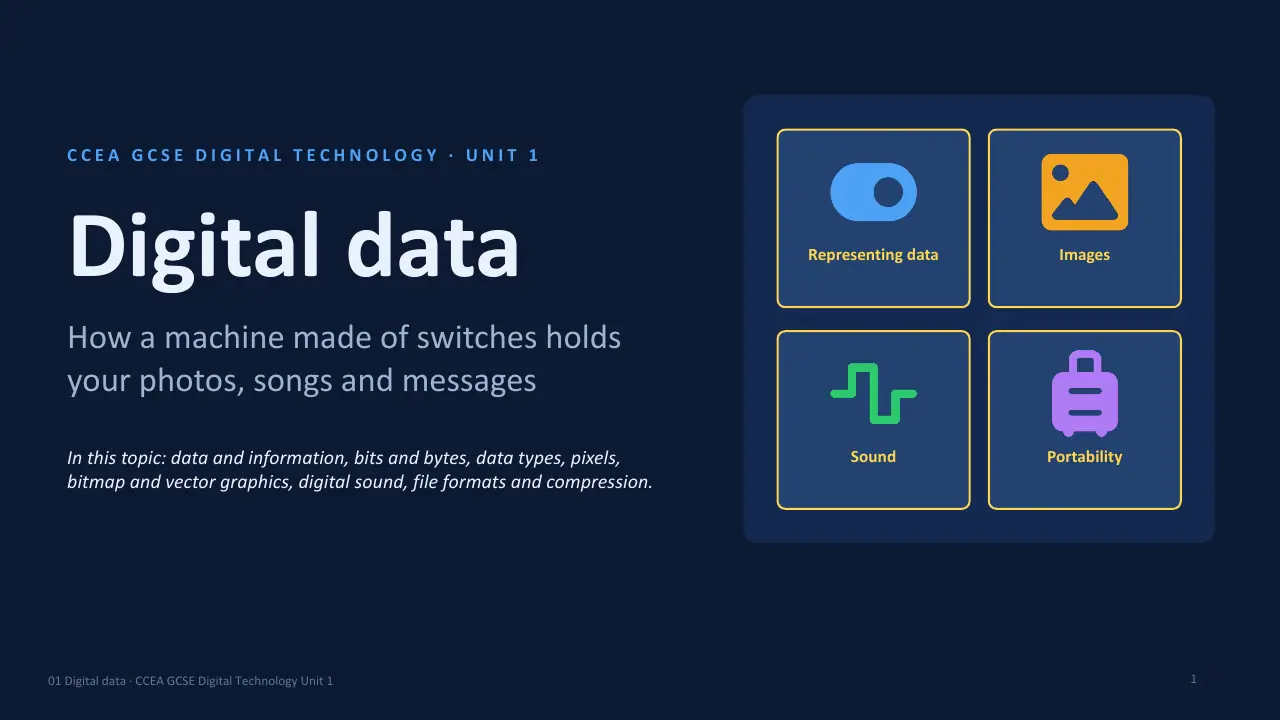 CCEA GCSE DIGITAL TECHNOLOGY · UNIT 1
Digital data
How a machine made of switches holds
your photos, songs and messages
In this topic: data and information, bits and bytes, data types, pixels,
bitmap and vector graphics, digital sound, file formats and compression.
Representing data
Images
Sound
Portability
01 Digital data · CCEA GCSE Digital Technology Unit 1
1